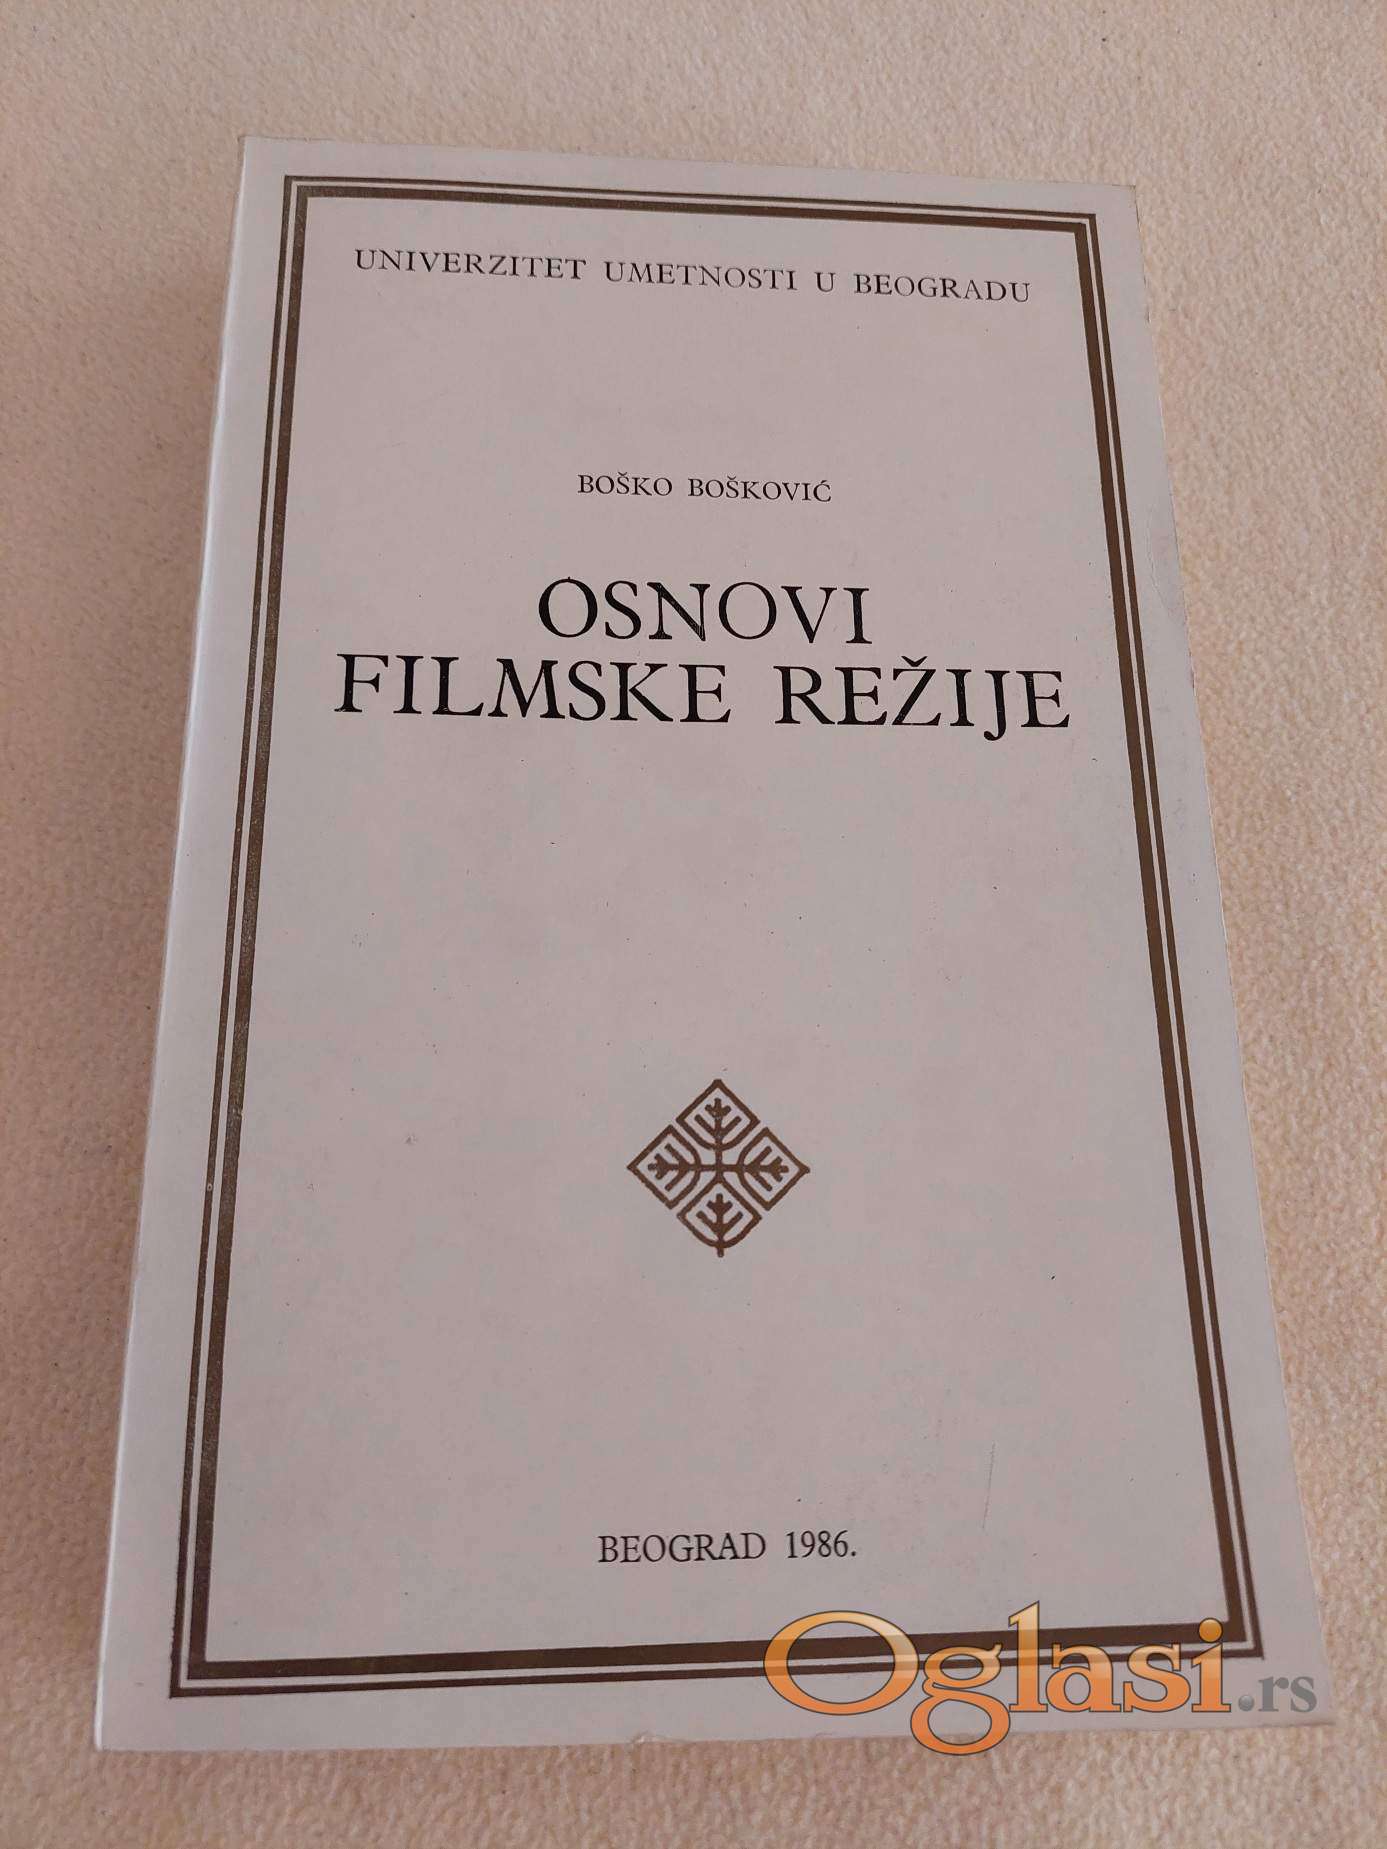 UNIVERZITET UMETNOSTI U BEOGRADU
BOŠKO BOŠKOVIĆ
OSNOVI
FILMSKE REŽIJE
BEOGRAD 1986.
Oglasi.rs